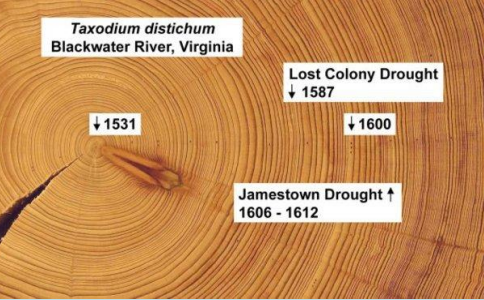 Taxodium distichum
Blackwater River, Virginia
Lost Colony Drought
↓ 1587
↓ 1531
↓ 1600
Jamestown Drought ↑
1606 - 1612